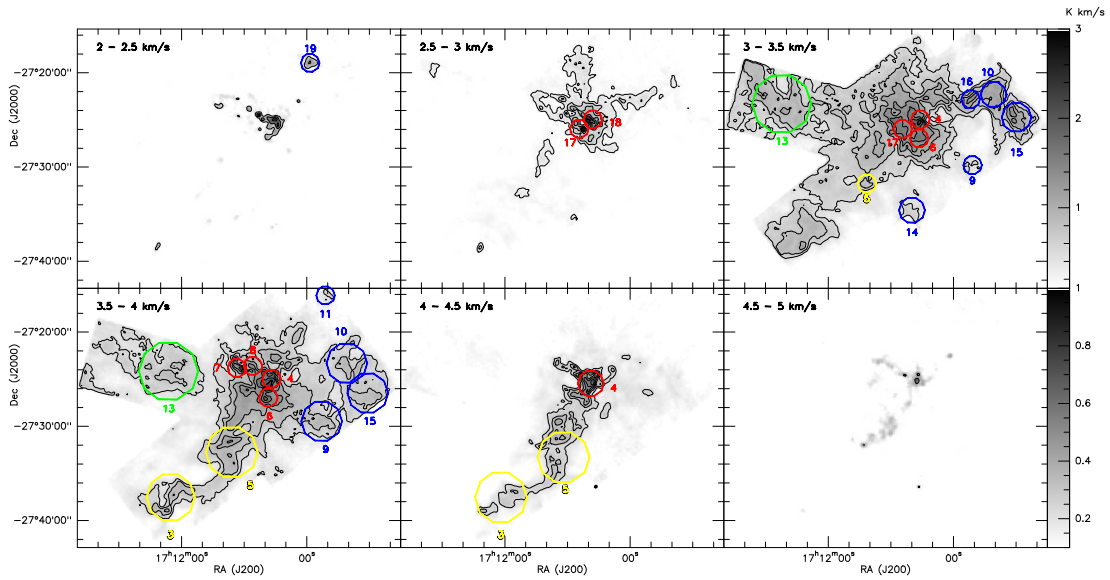 K km/s
2 − 2.5 km/s
19
−27°20'00"
−27°30'00"
−27°40'00"
Dec (J2000)
2.5 − 3 km/s
18
17
3 − 3.5 km/s
16
10
4
13
17
6
15
9
5
14
3
2
1
3.5 − 4 km/s
11
10
8
7
4
13
6
15
9
5
3
−27°20'00"
−27°30'00"
−27°40'00"
Dec (J2000)
17ʰ12ᵐ00ˢ
00ˢ
RA (J200)
4 − 4.5 km/s
4
5
3
17ʰ12ᵐ00ˢ
00ˢ
RA (J200)
4.5 − 5 km/s
17ʰ12ᵐ00ˢ
00ˢ
RA (J200)
1
0.8
0.6
0.4
0.2